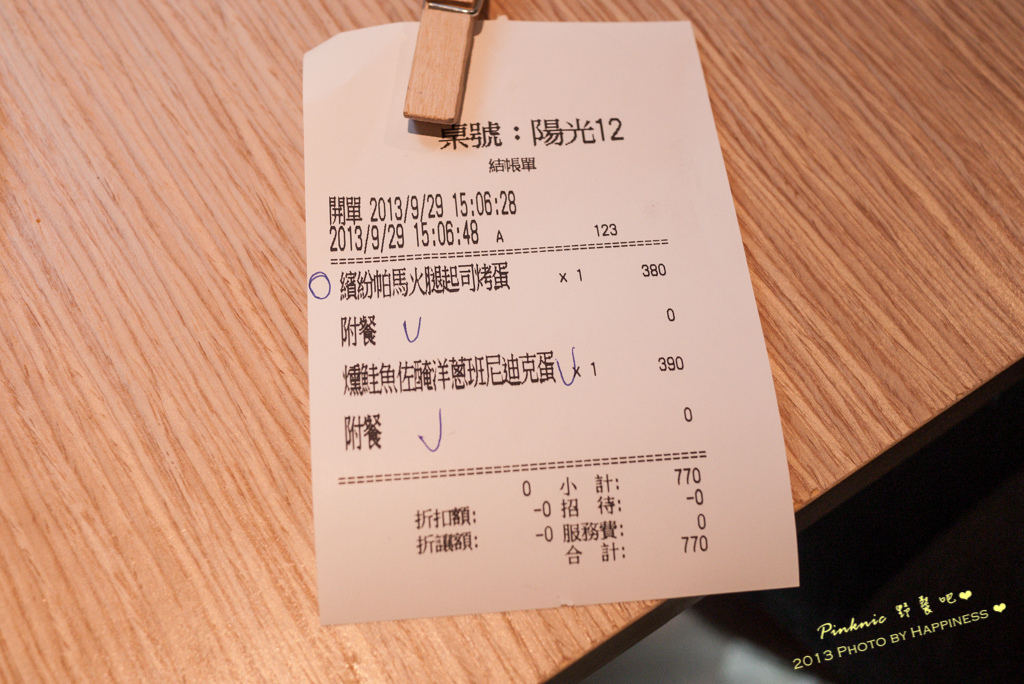 桌號：陽光12
結帳單
開單 2013/9/29 15:06:28
2013/9/29 15:06:48 A 123
繽紛帕馬火腿起司烤蛋 x 1 380
附餐 0
燻鮭魚佐醃洋蔥班尼迪克蛋 x 1 390
附餐 0
0 小 計: 770
折扣額: -0 招 待: -0
折讓額: -0 服務費: 0
合 計: 770
Pinknic 野餐吧
2013 PHOTO BY HAPPINESS